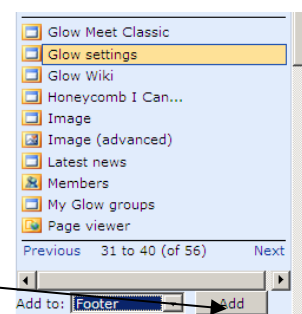 Glow Meet Classic
Glow settings
Glow Wiki
Honeycomb I Can...
Image
Image (advanced)
Latest news
Members
My Glow groups
Page viewer
Previous 31 to 40 (of 56) Next
Add to: Footer Add